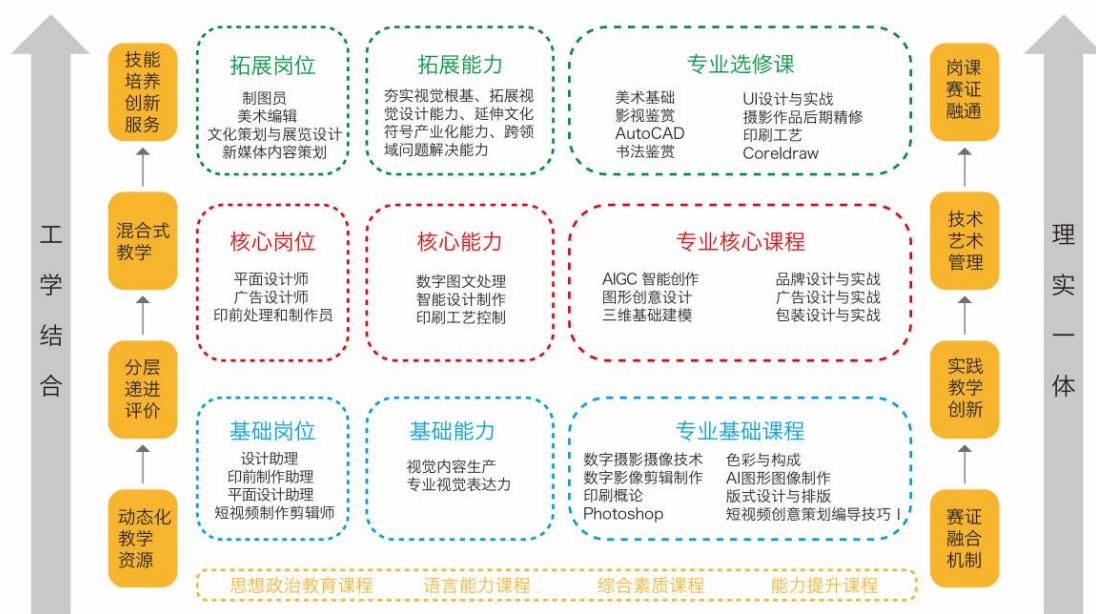 工
学
结
合
技能
培养
创新
服务
混合式
教学
分层
递进
评价
动态化
教学
资源
拓展岗位
制图员
美术编辑
文化策划与展览设计
新媒体内容策划
拓展能力
夯实视觉根基、拓展视
觉设计能力、延伸文化
符号产业化能力、跨领
域问题解决能力
专业选修课
美术基础
影视鉴赏
AutoCAD
书法鉴赏
UI设计与实战
摄影作品后期精修
印刷工艺
Coreldraw
核心岗位
平面设计师
广告设计师
印前处理和制作员
核心能力
数字图文处理
智能设计制作
印刷工艺控制
专业核心课程
AIGC 智能创作
图形创意设计
三维基础建模
品牌设计与实战
广告设计与实战
包装设计与实战
基础岗位
设计助理
印前制作助理
平面设计助理
短视频制作剪辑师
基础能力
视觉内容生产
专业视觉表达力
专业基础课程
数字摄影摄像技术
数字影像剪辑制作
印刷概论
Photoshop
色彩与构成
AI图形图像制作
版式设计与排版
短视频创意策划编导技巧 I
思想政治教育课程 语言能力课程 综合素质课程 能力提升课程
岗课
赛证
融通
技术
艺术
管理
实践
教学
创新
赛证
融合
机制
理
实
一
体